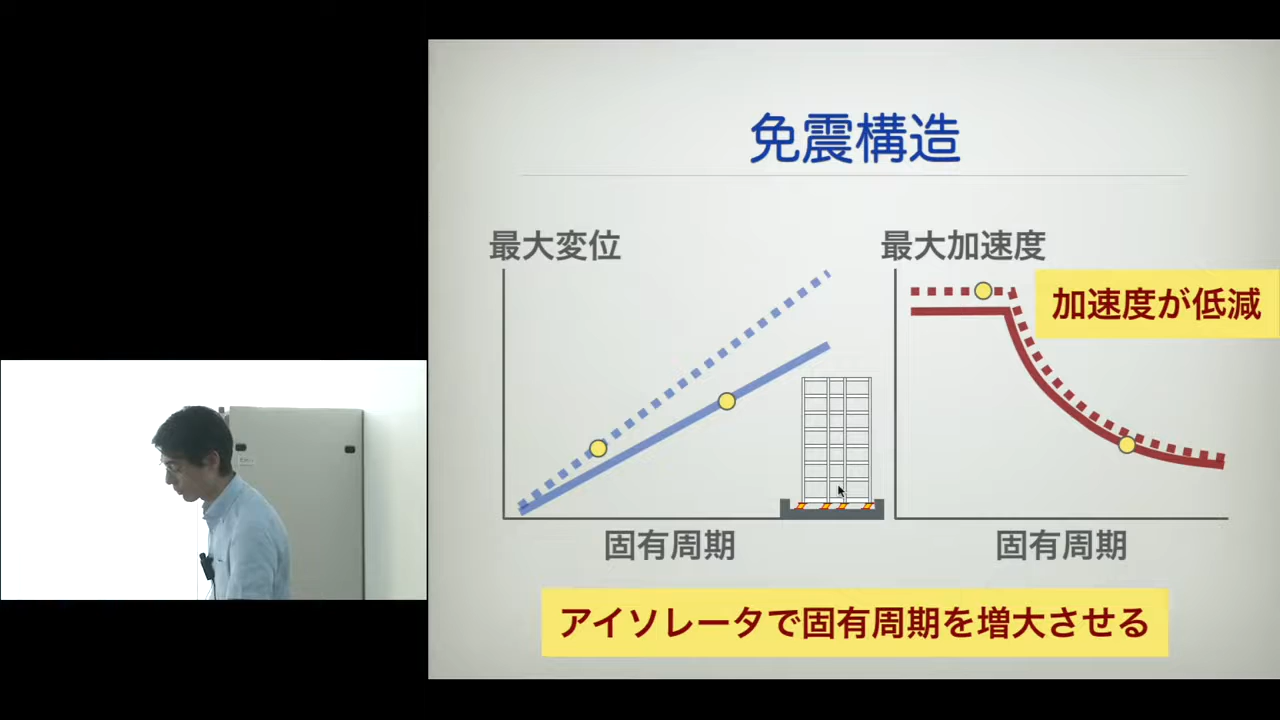 免震構造
最大変位
最大加速度
加速度が低減
固有周期
固有周期
アイソレータで固有周期を増大させる